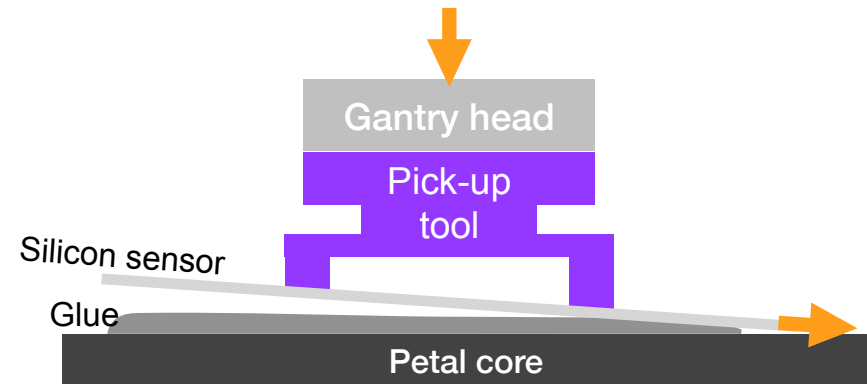 Gantry head
Pick-up
tool
Silicon sensor
Glue
Petal core